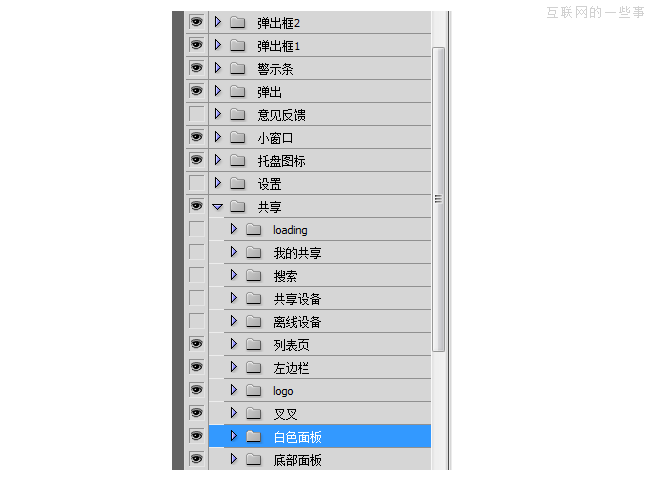 互联网的一些事
弹出框2
弹出框1
警示条
弹出
意见反馈
小窗口
托盘图标
设置
共享
loading
我的共享
搜索
共享设备
离线设备
列表页
左边栏
logo
叉叉
白色面板
底部面板